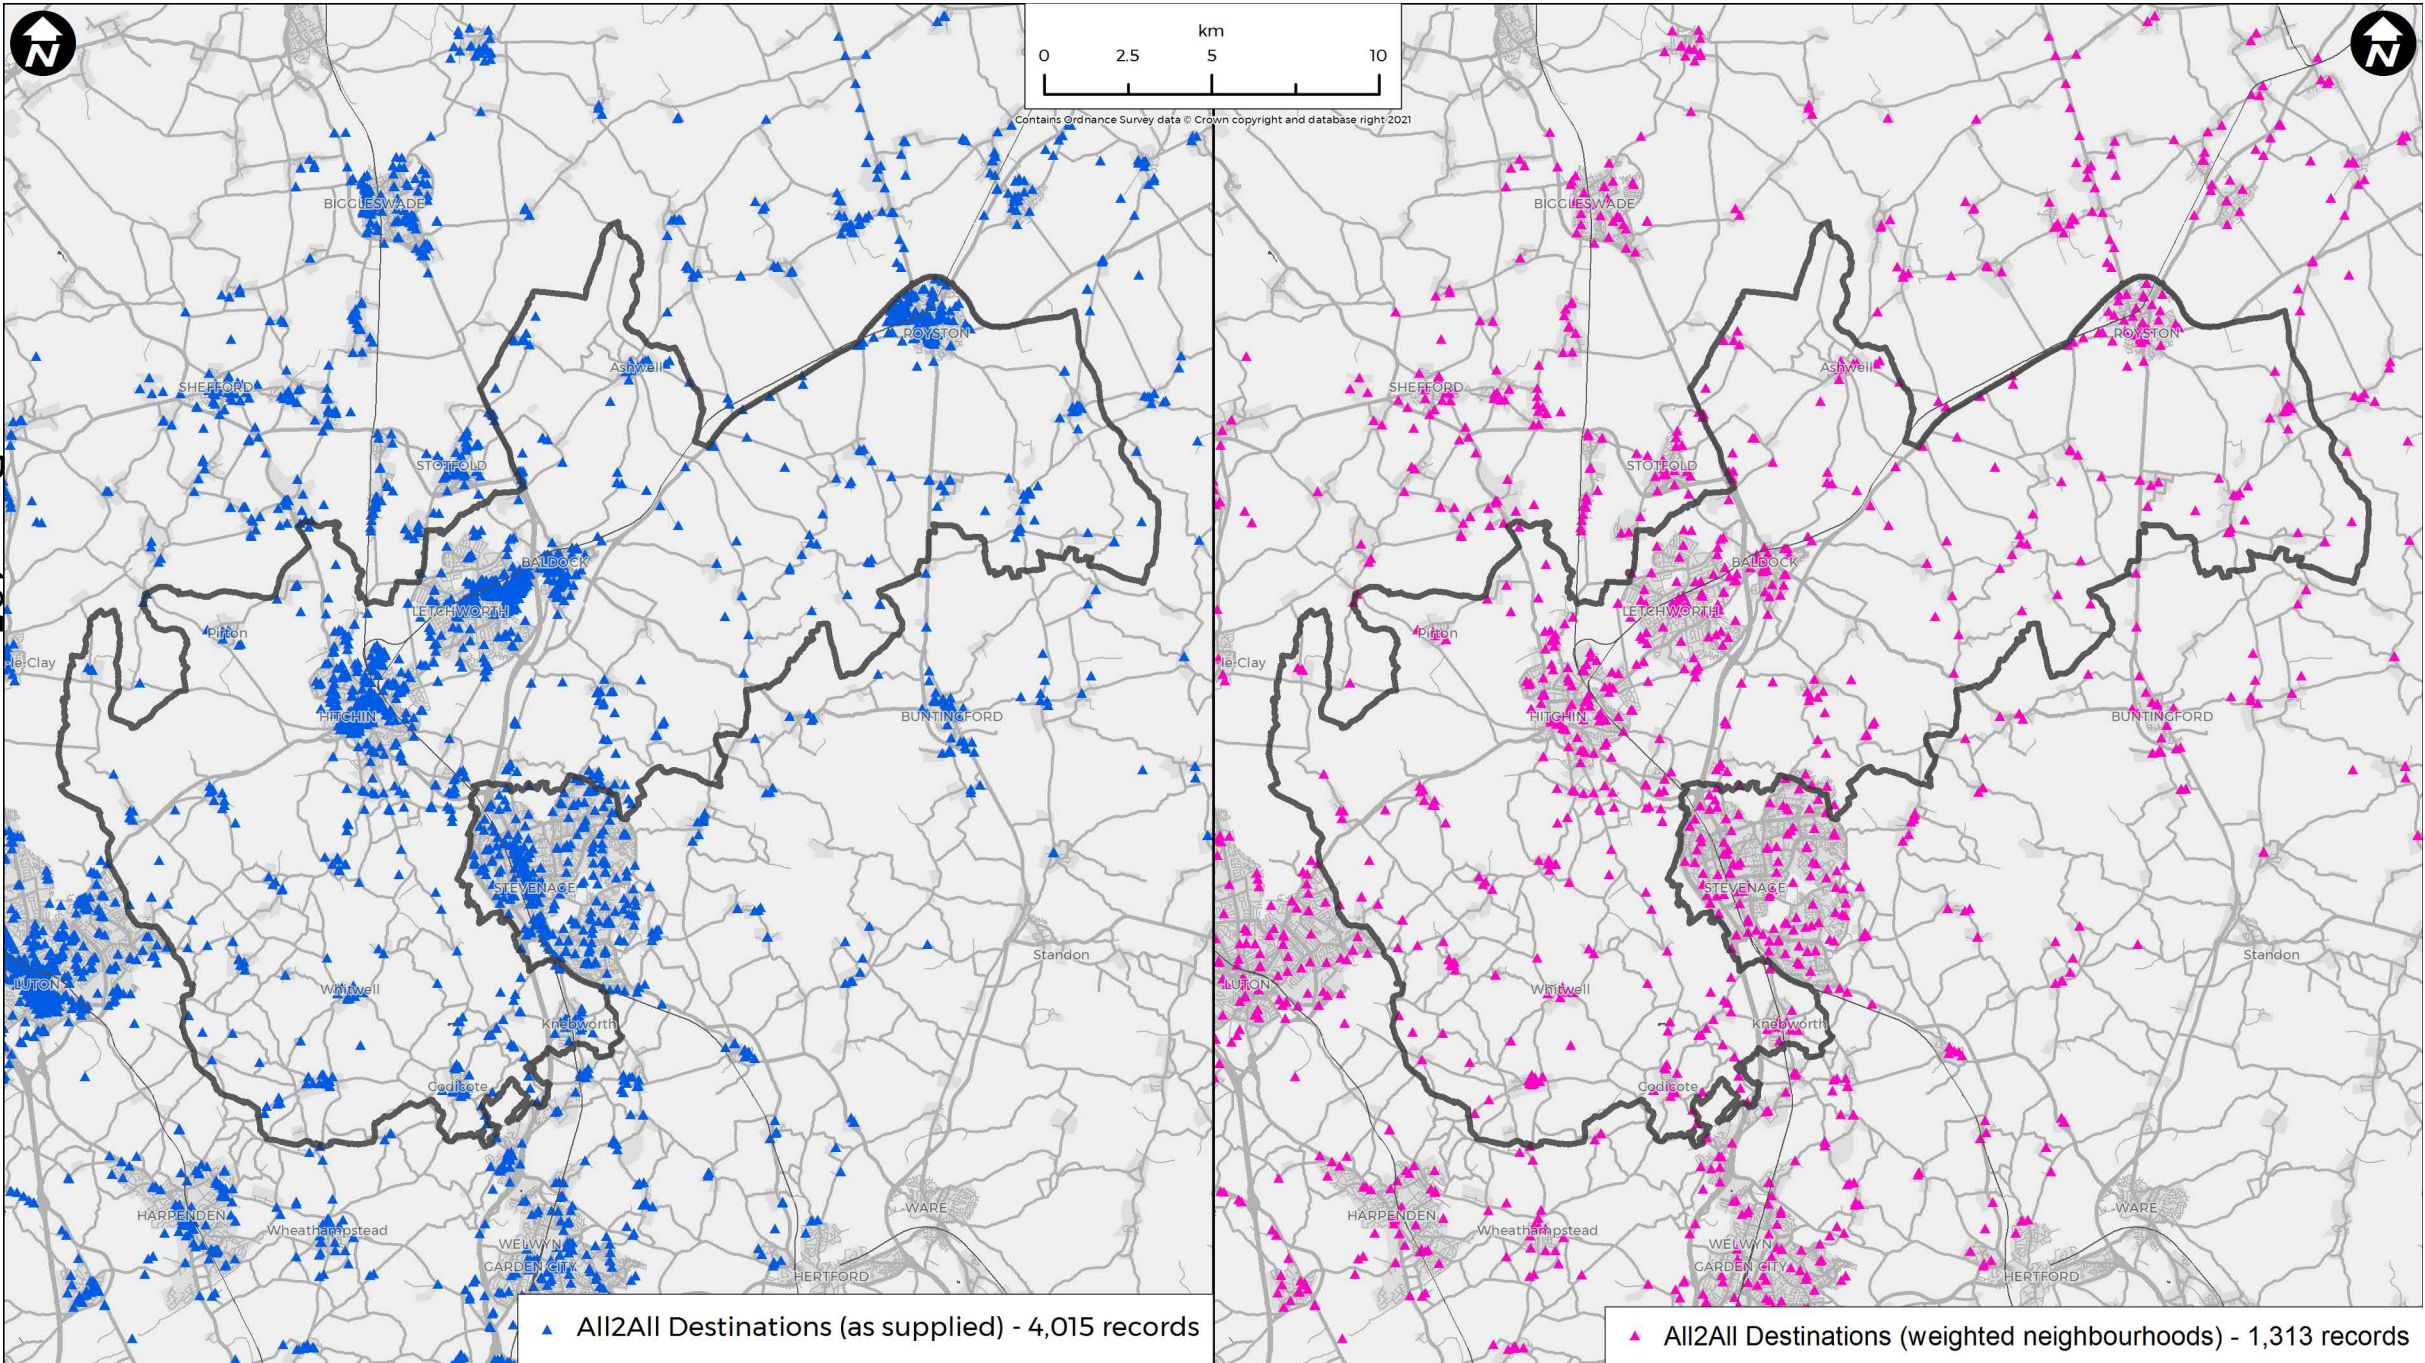 N
km
0 2.5 5 10
Contains Ordnance Survey data © Crown copyright and database right 2021
N
BIGGLESWADE
ROYSTON
Ashwell
SHEFFORD
STOTFOLD
BALDOCK
LETCHWORTH
Pirton
-le-Clay
HITCHIN
BUNTINGFORD
STEVENAGE
Standon
LUTON
Whitwell
Knebworth
Codicote
WARE
HARPENDEN
Wheathampstead
WELWYN
GARDEN CITY
HERTFORD
All2All Destinations (as supplied) - 4,015 records
BIGGLESWADE
ROYSTON
Ashwell
SHEFFORD
STOTFOLD
BALDOCK
LETCHWORTH
Pirton
-le-Clay
HITCHIN
BUNTINGFORD
STEVENAGE
Standon
LUTON
Whitwell
Knebworth
Codicote
WARE
HARPENDEN
Wheathampstead
WELWYN
GARDEN CITY
HERTFORD
All2All Destinations (weighted neighbourhoods) - 1,313 records